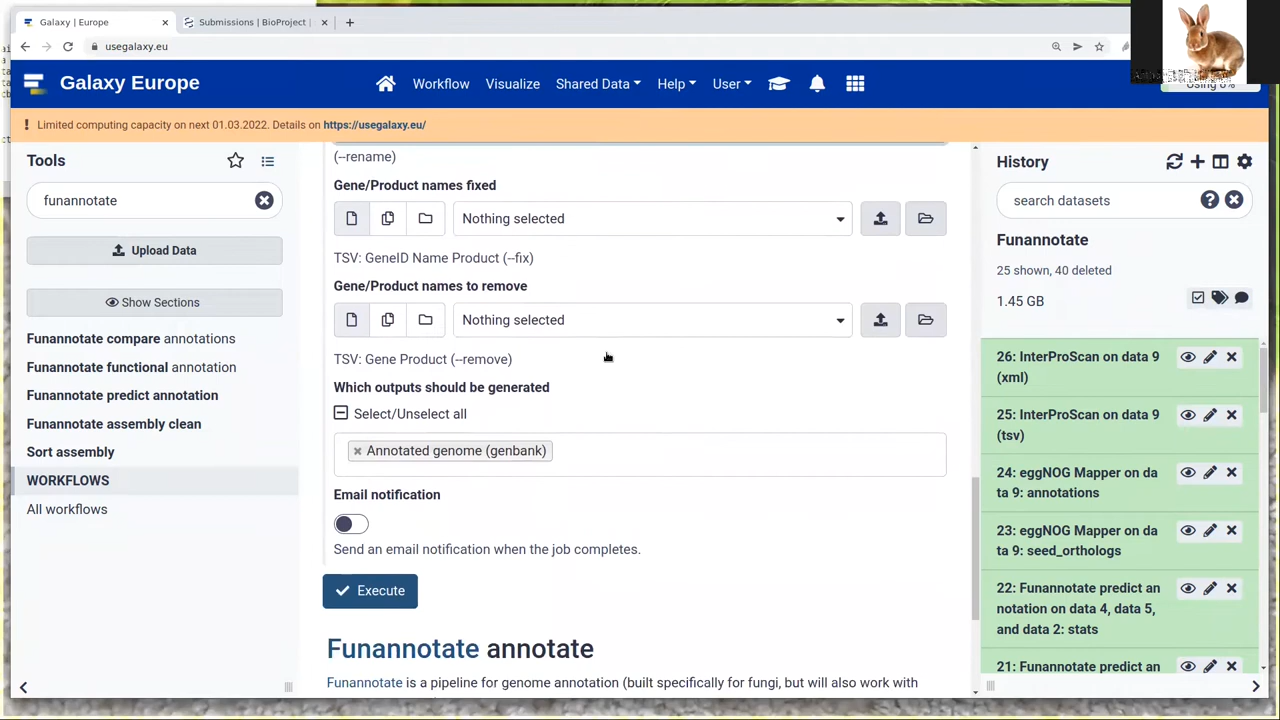 Galaxy | Europe
Submissions | BioProject |
usegalaxy.eu
Galaxy Europe
Workflow
Visualize
Shared Data
Help
User
Limited computing capacity on next 01.03.2022. Details on https://usegalaxy.eu/
Tools
funannotate
Upload Data
Show Sections
Funannotate compare annotations
Funannotate functional annotation
Funannotate predict annotation
Funannotate assembly clean
Sort assembly
WORKFLOWS
All workflows
(--rename)
Gene/Product names fixed
Nothing selected
TSV: GeneID Name Product (--fix)
Gene/Product names to remove
Nothing selected
TSV: Gene Product (--remove)
Which outputs should be generated
Select/Unselect all
Annotated genome (genbank)
Email notification
Send an email notification when the job completes.
Execute
Funannotate annotate
Funannotate is a pipeline for genome annotation (built specifically for fungi, but will also work with
History
search datasets
Funannotate
25 shown, 40 deleted
1.45 GB
26: InterProScan on data 9
(xml)
25: InterProScan on data 9
(tsv)
24: eggNOG Mapper on da
ta 9: annotations
23: eggNOG Mapper on da
ta 9: seed_orthologs
22: Funannotate predict an
notation on data 4, data 5,
and data 2: stats
21: Funannotate predict an